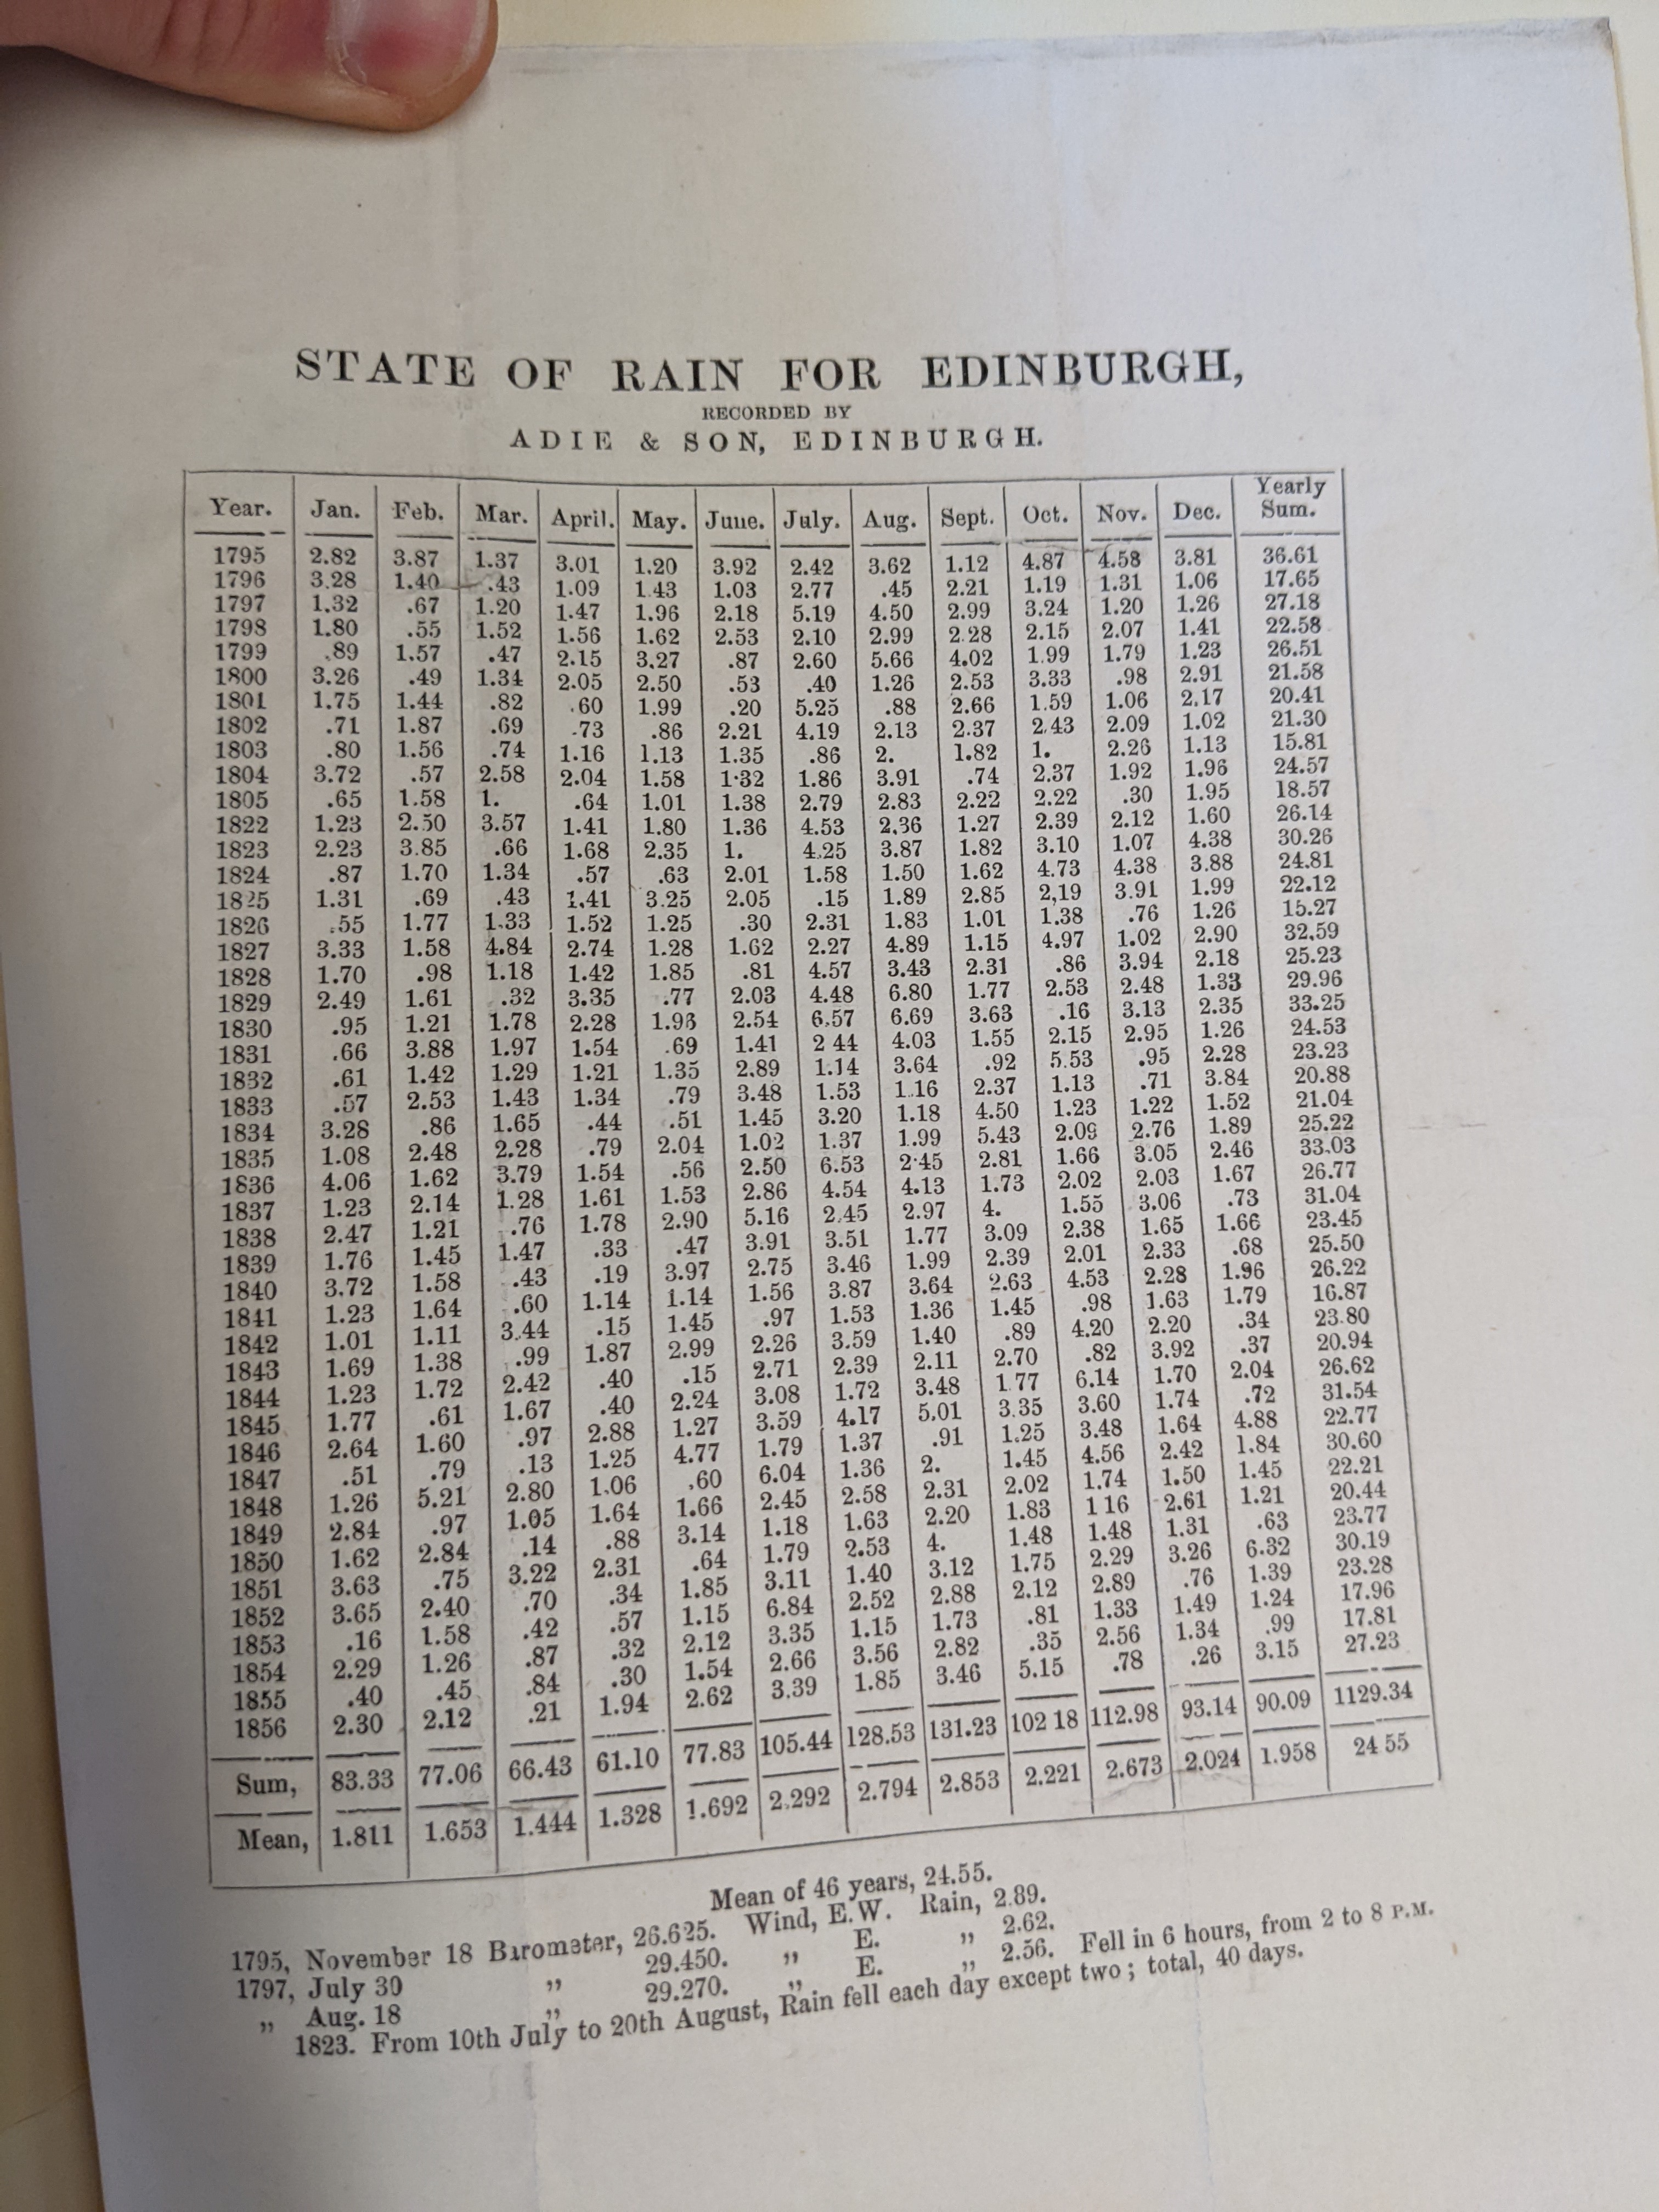 STATE OF RAIN FOR EDINBURGH,
RECORDED BY
ADIE & SON, EDINBURGH.
Year. Jan. Feb. Mar. April. May. June. July. Aug. Sept. Oct. Nov. Dec. Yearly Sum.
1795 2.82 3.87 1.37 3.01 1.20 3.92 2.42 3.62 1.12 4.87 4.58 3.81 36.61
1796 3.28 1.40 .43 1.09 1.43 1.03 2.77 .45 2.21 1.19 1.31 1.06 17.65
1797 1.32 .67 1.20 1.47 1.96 2.18 5.19 4.50 2.99 3.24 1.20 1.26 27.18
1798 1.80 .55 1.52 1.56 1.62 2.53 2.10 2.99 2.28 2.15 2.07 1.41 22.58
1799 .89 1.57 .47 2.15 3.27 .87 2.60 5.66 4.02 1.99 1.79 1.23 26.51
1800 3.26 .49 1.34 2.05 2.50 .53 .40 1.26 2.53 3.33 .98 2.91 21.58
1801 1.75 1.44 .82 .60 1.99 .20 5.25 .88 2.66 1.59 1.06 2.17 20.41
1802 .71 1.87 .69 .73 .86 2.21 4.19 2.13 2.37 2.43 2.09 1.02 21.30
1803 .80 1.56 .74 1.16 1.13 1.35 .86 2. 1.82 1. 2.26 1.13 15.81
1804 3.72 .57 2.58 2.04 1.58 1·32 1.86 3.91 .74 2.37 1.92 1.96 24.57
1805 .65 1.58 1. .64 1.01 1.38 2.79 2.83 2.22 2.22 .30 1.95 18.57
1822 1.23 2.50 3.57 1.41 1.80 1.36 4.53 2.36 1.27 2.39 2.12 1.60 26.14
1823 2.23 3.85 .66 1.68 2.35 1. 4.25 3.87 1.82 3.10 1.07 4.38 30.26
1824 .87 1.70 1.34 .57 .63 2.01 1.58 1.50 1.62 4.73 4.38 3.88 24.81
1825 1.31 .69 .43 1.41 3.25 2.05 .15 1.89 2.85 2,19 3.91 1.99 22.12
1826 .55 1.77 1.33 1.52 1.25 .30 2.31 1.83 1.01 1.38 .76 1.26 15.27
1827 3.33 1.58 4.84 2.74 1.28 1.62 2.27 4.89 1.15 4.97 1.02 2.90 32.59
1828 1.70 .98 1.18 1.42 1.85 .81 4.57 3.43 2.31 .86 3.94 2.18 25.23
1829 2.49 1.61 .32 3.35 .77 2.03 4.48 6.80 1.77 2.53 2.48 1.33 29.96
1830 .95 1.21 1.78 2.28 1.93 2.54 6.57 6.69 3.63 .16 3.13 2.35 33.25
1831 .66 3.88 1.97 1.54 .69 1.41 2 44 4.03 1.55 2.15 2.95 1.26 24.53
1832 .61 1.42 1.29 1.21 1.35 2.89 1.14 3.64 .92 5.53 .95 2.28 23.23
1833 .57 2.53 1.43 1.34 .79 3.48 1.53 1.16 2.37 1.13 .71 3.84 20.88
1834 3.28 .86 1.65 .44 .51 1.45 3.20 1.18 4.50 1.23 1.22 1.52 21.04
1835 1.08 2.48 2.28 .79 2.04 1.02 1.37 1.99 5.43 2.09 2.76 1.89 25.22
1836 4.06 1.62 3.79 1.54 .56 2.50 6.53 2·45 2.81 1.66 3.05 2.46 33.03
1837 1.23 2.14 1.28 1.61 1.53 2.86 4.54 4.13 1.73 2.02 2.03 1.67 26.77
1838 2.47 1.21 .76 1.78 2.90 5.16 2.45 2.97 4. 1.55 3.06 .73 31.04
1839 1.76 1.45 1.47 .33 .47 3.91 3.51 1.77 3.09 2.38 1.65 1.66 23.45
1840 3.72 1.58 .43 .19 3.97 2.75 3.46 1.99 2.39 2.01 2.33 .68 25.50
1841 1.23 1.64 .60 1.14 1.14 1.56 3.87 3.64 2.63 4.53 2.28 1.96 26.22
1842 1.01 1.11 3.44 .15 1.45 .97 1.53 1.36 1.45 .98 1.63 1.79 16.87
1843 1.69 1.38 .99 1.87 2.99 2.26 3.59 1.40 .89 4.20 2.20 .34 23.80
1844 1.23 1.72 2.42 .40 .15 2.71 2.39 2.11 2.70 .82 3.92 .37 20.94
1845 1.77 .61 1.67 .40 2.24 3.08 1.72 3.48 1.77 6.14 1.70 2.04 26.62
1846 2.64 1.60 .97 2.88 1.27 3.59 4.17 5.01 3.35 3.60 1.74 .72 31.54
1847 .51 .79 .13 1.25 4.77 1.79 1.37 .91 1.25 3.48 1.64 4.88 22.77
1848 1.26 5.21 2.80 1.06 .60 6.04 1.36 2. 1.45 4.56 2.42 1.84 30.60
1849 2.84 .97 1.05 1.64 1.66 2.45 2.58 2.31 2.02 1.74 1.50 1.45 22.21
1850 1.62 2.84 .14 .88 3.14 1.18 1.63 2.20 1.83 1 16 2.61 1.21 20.44
1851 3.63 .75 3.22 2.31 .64 1.79 2.53 4. 1.48 1.48 1.31 .63 23.77
1852 3.65 2.40 .70 .34 1.85 3.11 1.40 3.12 1.75 2.29 3.26 6.32 30.19
1853 .16 1.58 .42 .57 1.15 6.84 2.52 2.88 2.12 2.89 .76 1.39 23.28
1854 2.29 1.26 .87 .32 2.12 3.35 1.15 1.73 .81 1.33 1.49 1.24 17.96
1855 .40 .45 .84 .30 1.54 2.66 3.56 2.82 .35 2.56 1.34 .99 17.81
1856 2.30 2.12 .21 1.94 2.62 3.39 1.85 3.46 5.15 .78 .26 3.15 27.23
Sum, 83.33 77.06 66.43 61.10 77.83 105.44 128.53 131.23 102 18 112.98 93.14 90.09 1129.34
Mean, 1.811 1.653 1.444 1.328 1.692 2.292 2.794 2.853 2.221 2.673 2.024 1.958 24 55
Mean of 46 years, 24.55.
1795, November 18 Barometer, 26.625. Wind, E.W. Rain, 2.89.
1797, July 30 „ 29.450. „ E. „ 2.62.
„ Aug. 18 „ 29.270. „ E. „ 2.56. Fell in 6 hours, from 2 to 8 P.M.
1823. From 10th July to 20th August, Rain fell each day except two; total, 40 days.